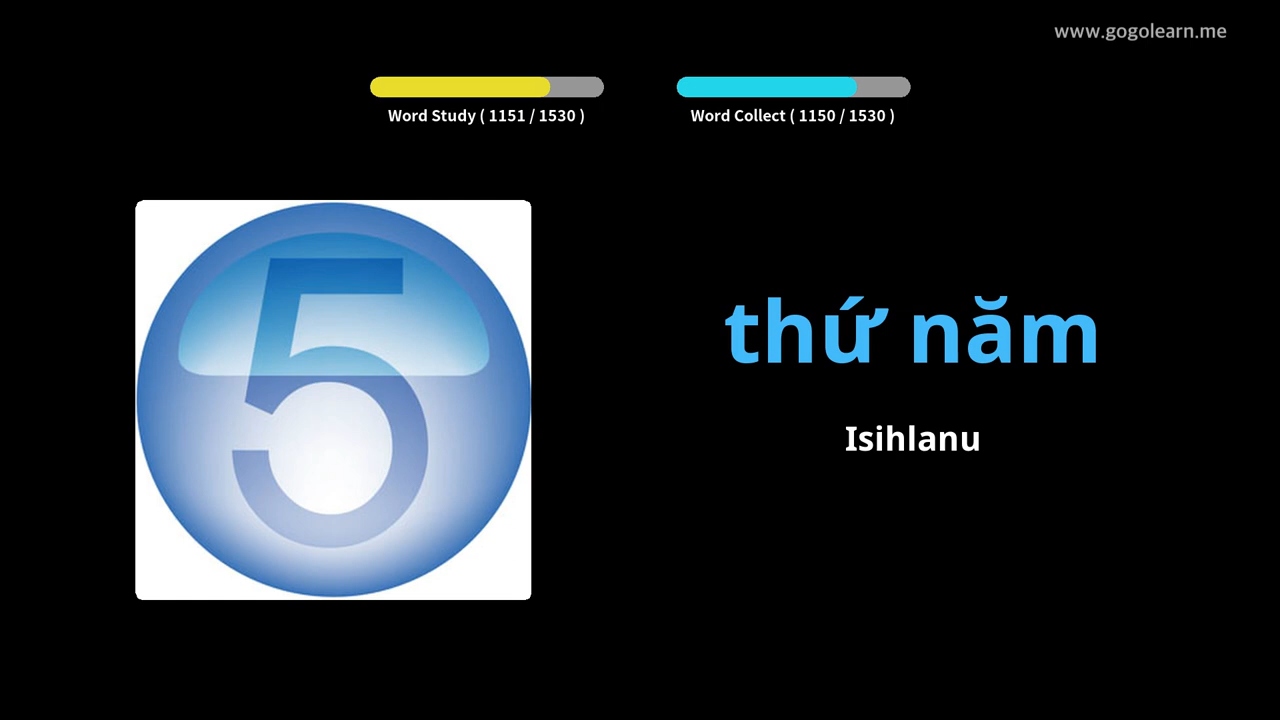 www.gogolearn.me
Word Study ( 1151 / 1530 )
Word Collect ( 1150 / 1530 )
5
thứ năm
Isihlanu